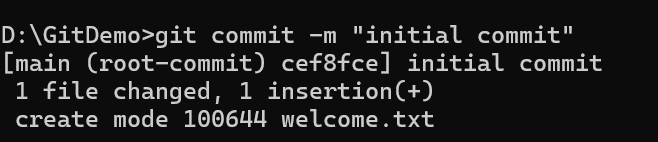 D:\GitDemo>git commit -m "initial commit"
[main (root-commit) cef8fce] initial commit
 1 file changed, 1 insertion(+)
 create mode 100644 welcome.txt